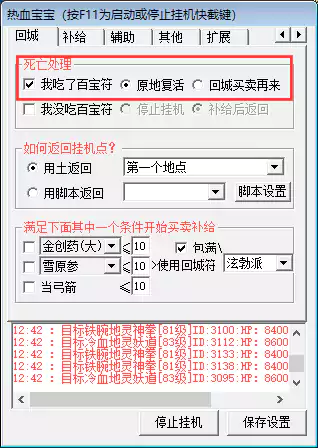 热血宝宝（按F11为启动或停止挂机快截键）
回城 补给 辅助 其他 扩展
死亡处理
我吃了百宝符 原地复活 回城买卖再来
我没吃百宝符 停止挂机 补给后返回
如何返回挂机点?
用土返回 第一个地点
用脚本返回 脚本设置
满足下面其中一个条件开始买卖补给
金创药(大) <= 10 包满\
雪原参 <= 10 >使用回城符 泫勃派
当弓箭 <= 10
12:42 : 目标铁腕地灵神拳[81级]ID:3100:HP: 8400
12:42 : 目标冷血地灵妖道[83级]ID:3112:HP: 8600
12:42 : 目标铁腕地灵神拳[81级]ID:3133:HP: 8400
12:42 : 目标铁腕地灵神拳[81级]ID:3138:HP: 8400
12:42 : 目标冷血地灵妖道[83级]ID:3095:HP: 8600
停止挂机 保存设置